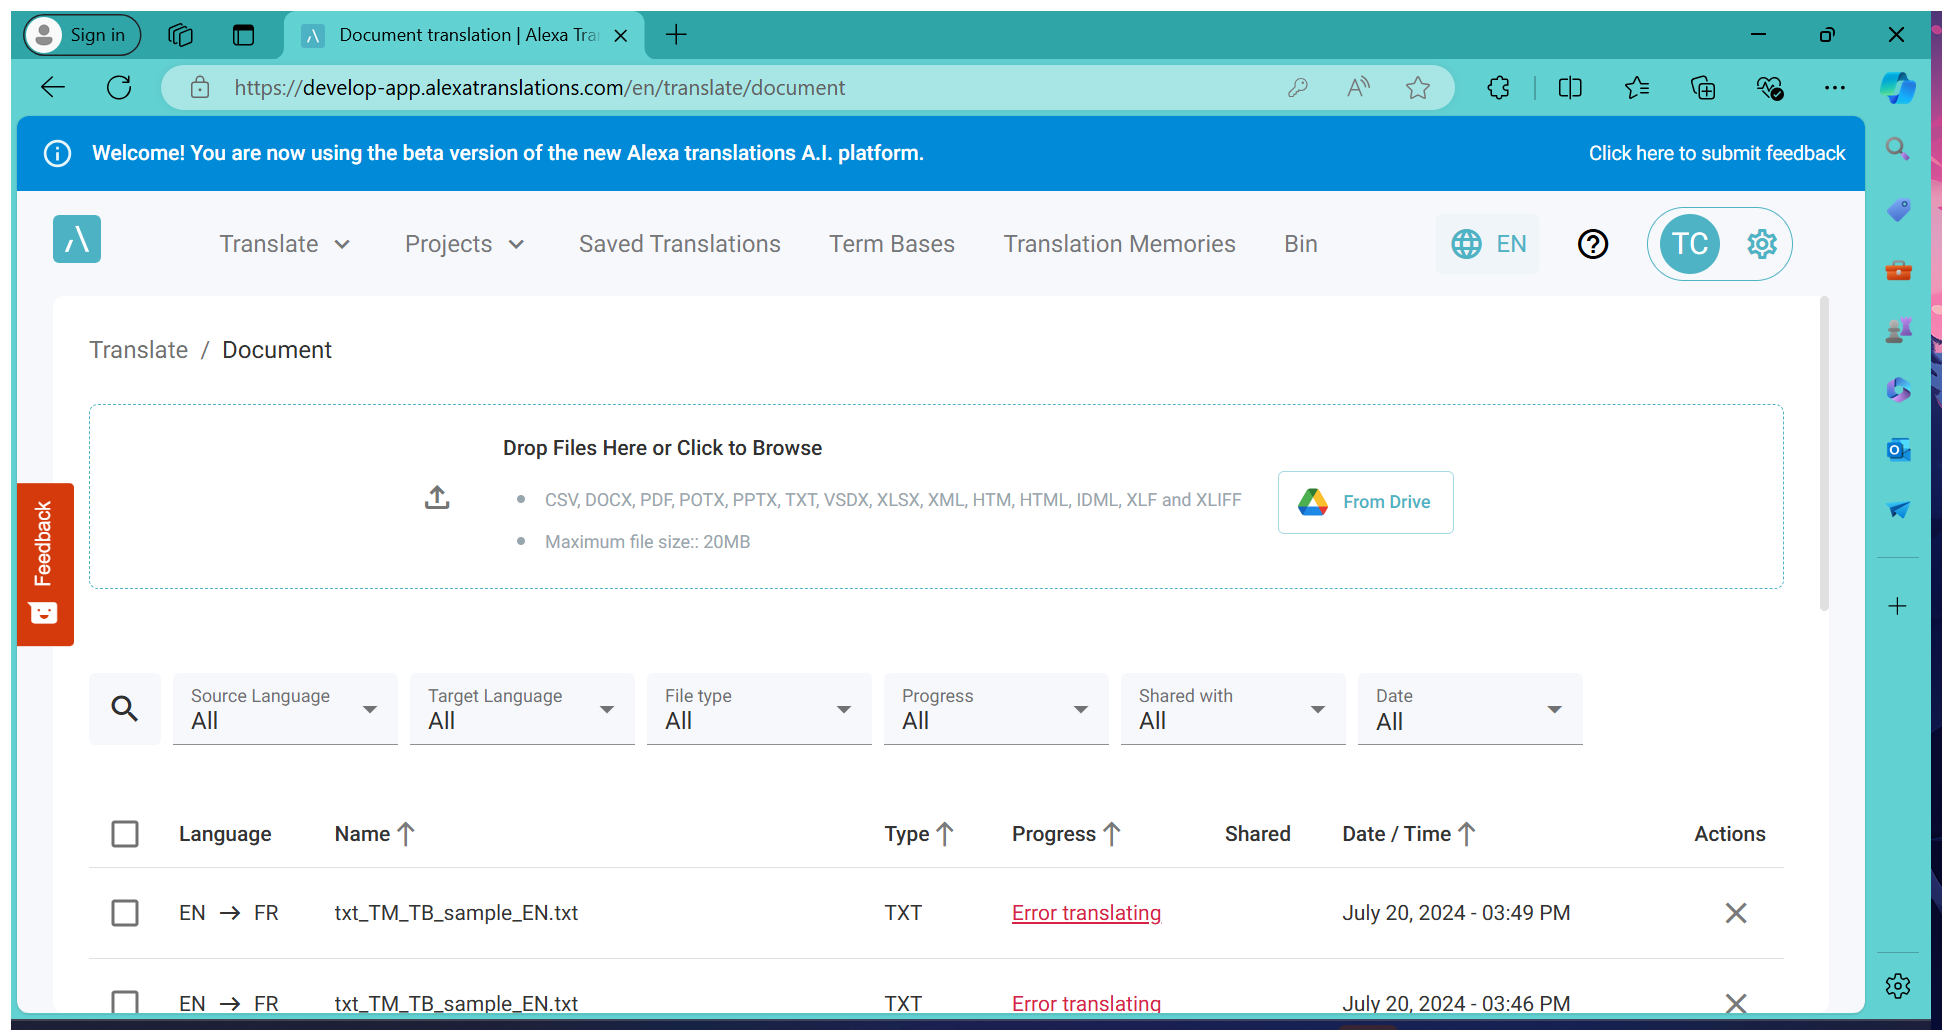 Sign in
Document translation | Alexa Tra
https://develop-app.alexatranslations.com/en/translate/document
Welcome! You are now using the beta version of the new Alexa translations A.I. platform.
Click here to submit feedback
Translate
Projects
Saved Translations
Term Bases
Translation Memories
Bin
EN
TC
Translate / Document
Drop Files Here or Click to Browse
CSV, DOCX, PDF, POTX, PPTX, TXT, VSDX, XLSX, XML, HTM, HTML, IDML, XLF and XLIFF
Maximum file size:: 20MB
From Drive
Feedback
Source Language
All
Target Language
All
File type
All
Progress
All
Shared with
All
Date
All
Language Name Type Progress Shared Date / Time Actions
EN → FR txt_TM_TB_sample_EN.txt TXT Error translating July 20, 2024 - 03:49 PM
EN → FR txt_TM_TB_sample_EN.txt TXT Error translating July 20, 2024 - 03:46 PM